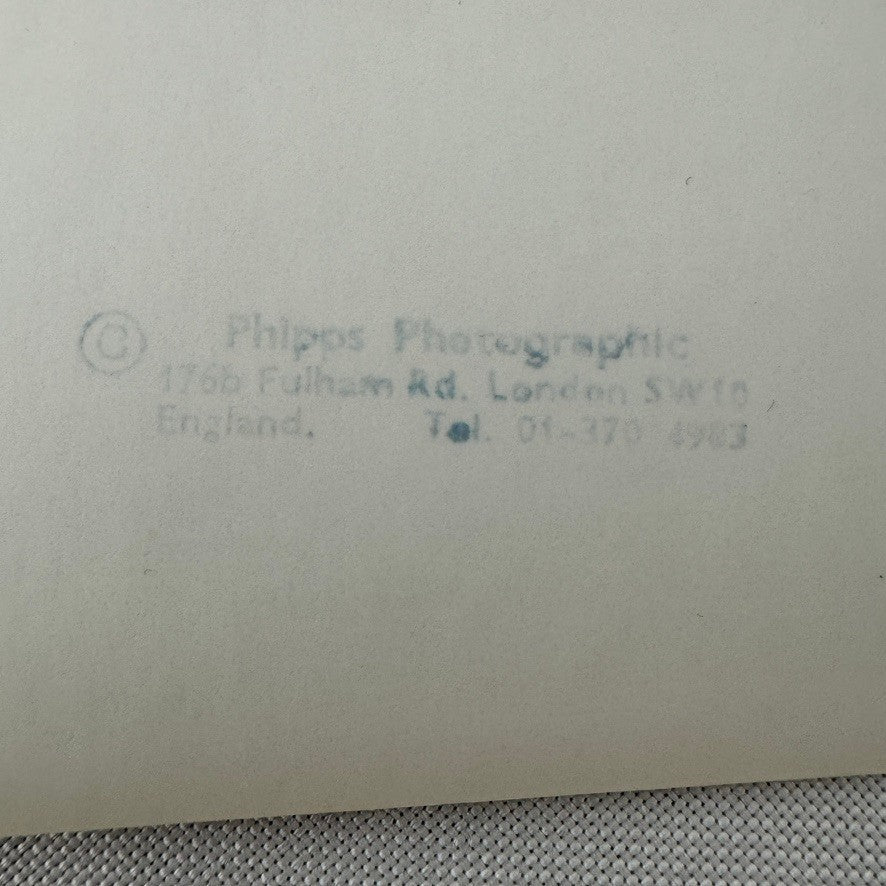 © Phipps Photographic
176b Fulham Rd. London SW10
England. Tel. 01-370 4983